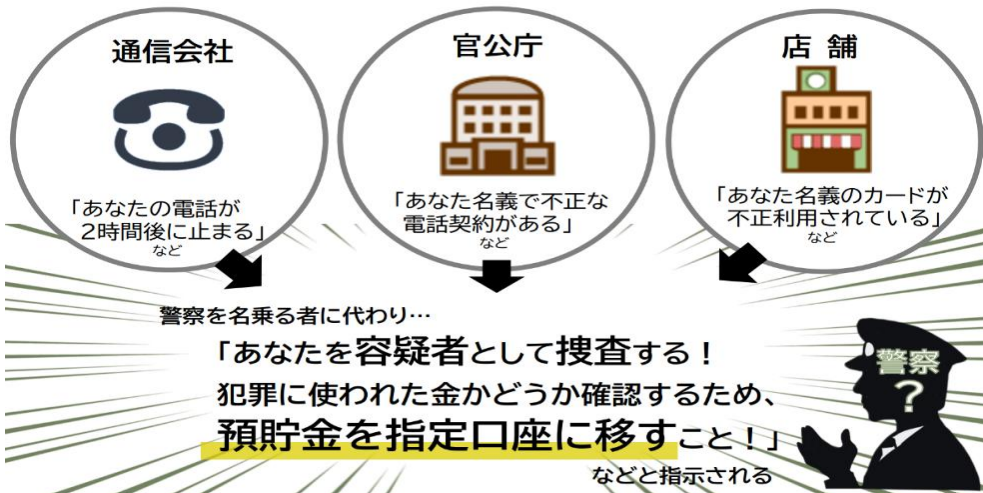 通信会社
「あなたの電話が
2時間後に止まる」
など
官公庁
「あなた名義で不正な
電話契約がある」
など
店 舗
「あなた名義のカードが
不正利用されている」
など
警察を名乗る者に代わり…
「あなたを容疑者として捜査する!
犯罪に使われた金かどうか確認するため、
預貯金を指定口座に移すこと!」
などと指示される
警察
?